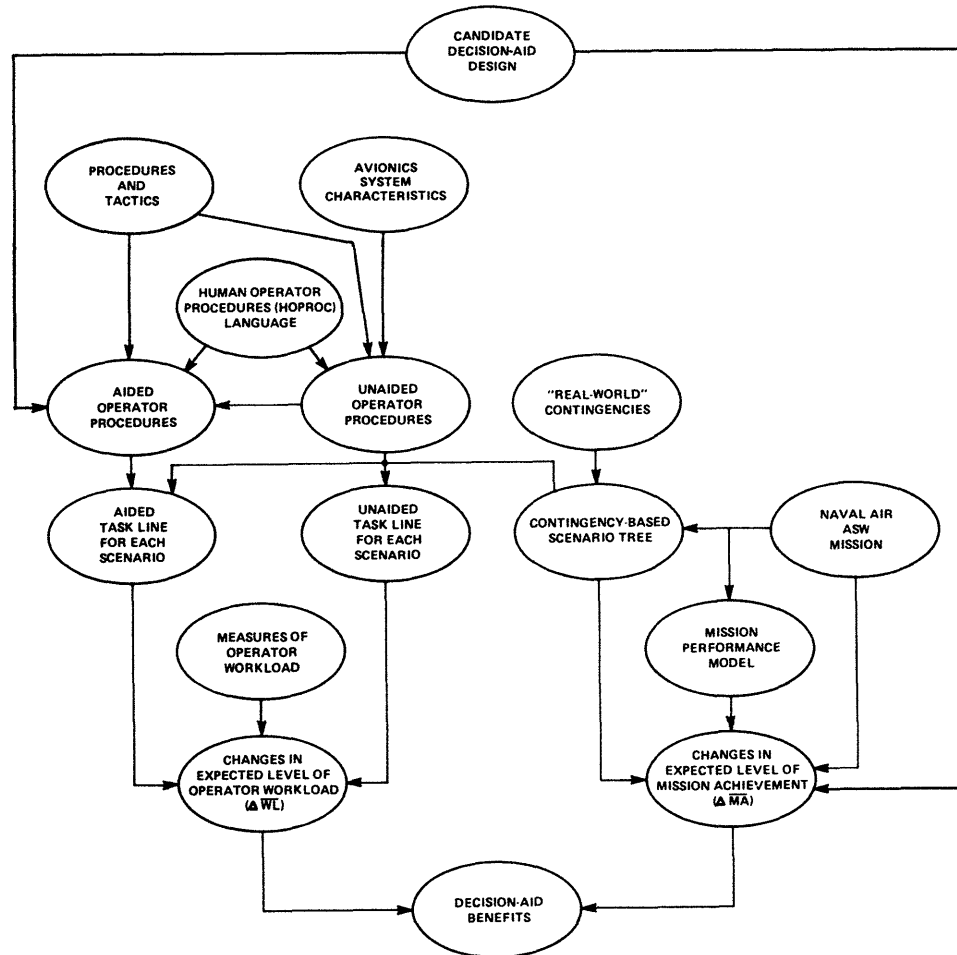 CANDIDATE
DECISION-AID
DESIGN
PROCEDURES
AND
TACTICS
AVIONICS
SYSTEM
CHARACTERISTICS
HUMAN OPERATOR
PROCEDURES (HOPROC)
LANGUAGE
AIDED
OPERATOR
PROCEDURES
UNAIDED
OPERATOR
PROCEDURES
"REAL-WORLD"
CONTINGENCIES
AIDED
TASK LINE
FOR EACH
SCENARIO
UNAIDED
TASK LINE
FOR EACH
SCENARIO
CONTINGENCY-BASED
SCENARIO TREE
NAVAL AIR
ASW
MISSION
MEASURES OF
OPERATOR
WORKLOAD
MISSION
PERFORMANCE
MODEL
CHANGES IN
EXPECTED LEVEL OF
OPERATOR WORKLOAD
(Δ W̅L̅)
CHANGES IN
EXPECTED LEVEL OF
MISSION ACHIEVEMENT
(Δ M̅A̅)
DECISION-AID
BENEFITS